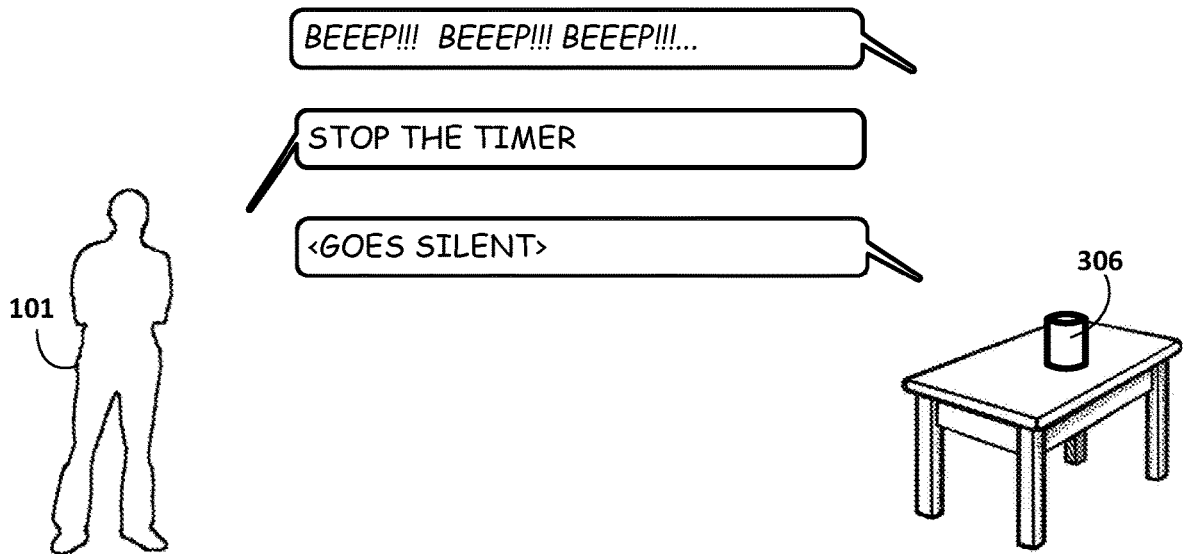 BEEEP!!! BEEEP!!! BEEEP!!!...
STOP THE TIMER
<GOES SILENT>
306
101